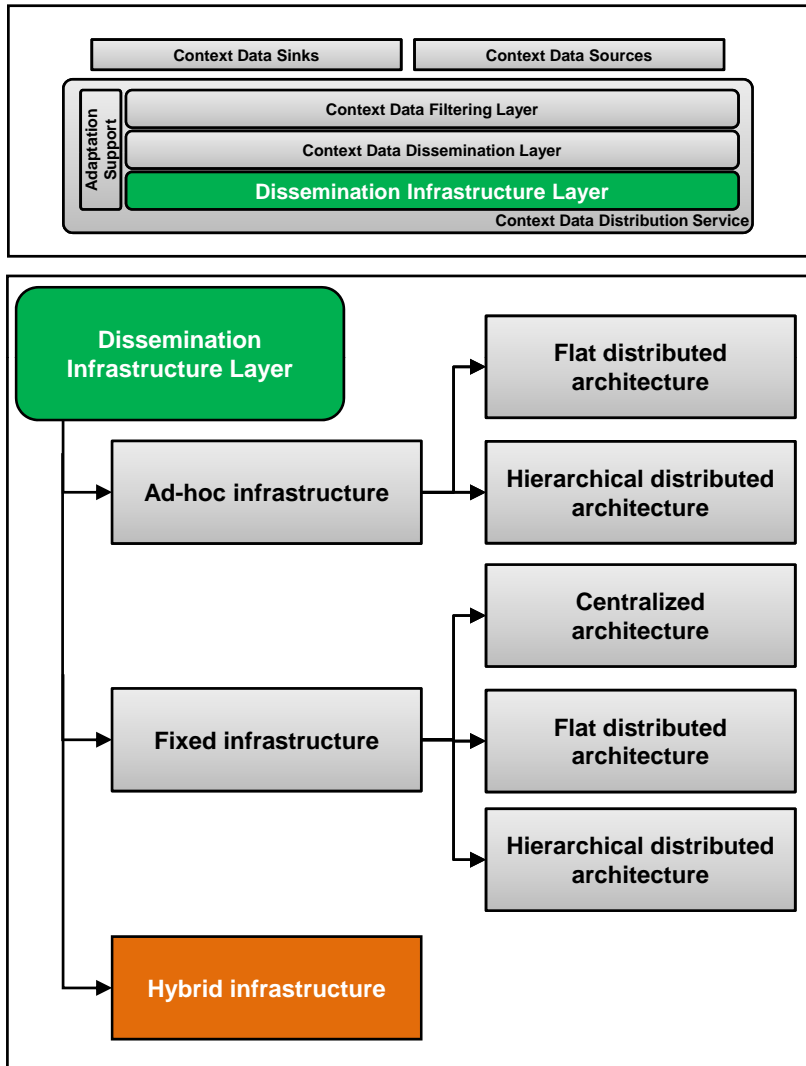 Context Data Sinks
Context Data Sources
Adaptation
Support
Context Data Filtering Layer
Context Data Dissemination Layer
Dissemination Infrastructure Layer
Context Data Distribution Service
Dissemination
Infrastructure Layer
Flat distributed
architecture
Ad-hoc infrastructure
Hierarchical distributed
architecture
Centralized
architecture
Fixed infrastructure
Flat distributed
architecture
Hierarchical distributed
architecture
Hybrid infrastructure